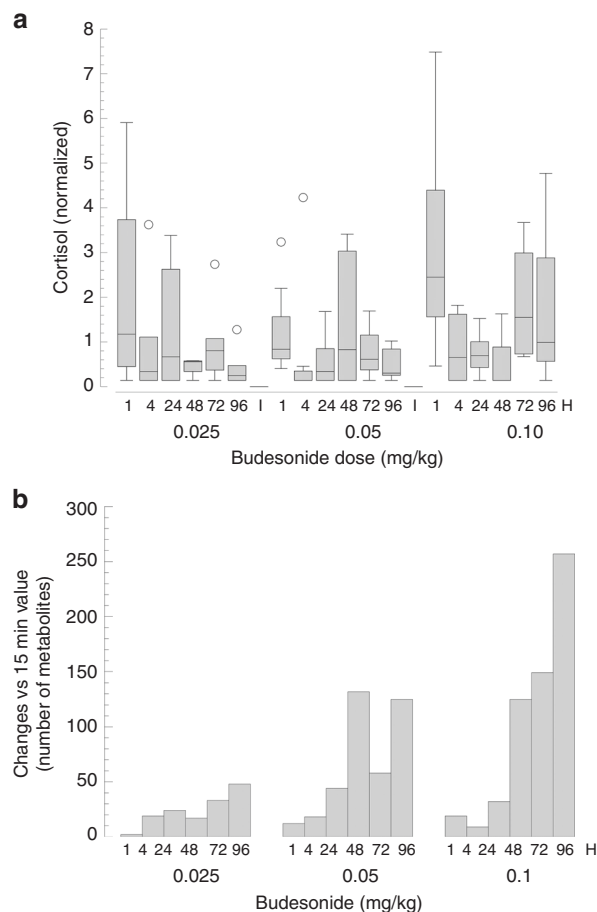 a
8
7
6
5
4
3
2
1
0
Cortisol (normalized)
1 4 24 48 72 96 I 1 4 24 48 72 96 I 1 4 24 48 72 96 H
0.025 0.05 0.10
Budesonide dose (mg/kg)
b
300
250
150
100
50
0
Changes vs 15 min value
(number of metabolites)
1 4 24 48 72 96 1 4 24 48 72 96 1 4 24 48 72 96 H
0.025 0.05 0.1
Budesonide (mg/kg)